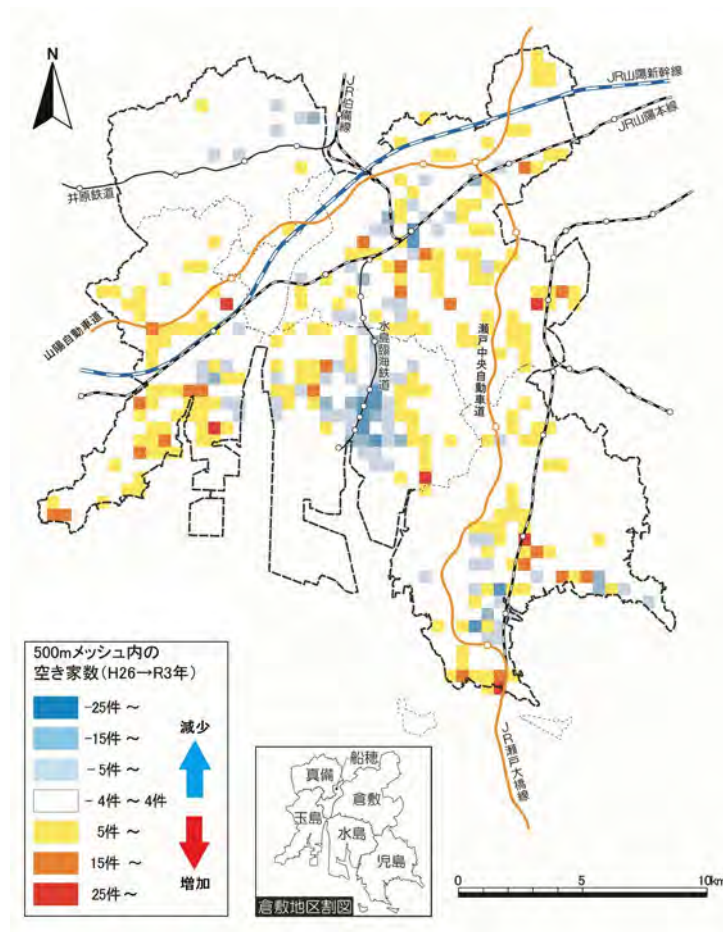 N
JR伯備線
JR山陽新幹線
JR山陽本線
井原鉄道
山陽自動車道
水島臨海鉄道
瀬戸中央自動車道
JR瀬戸大橋線
500mメッシュ内の
空き家数(H26→R3年)
-25件 ～
-15件 ～
- 5件 ～
- 4件 ～ 4件
5件 ～
15件 ～
25件 ～
減少
増加
船穂
真備
倉敷
玉島
水島
児島
倉敷地区割図
0 5 10km